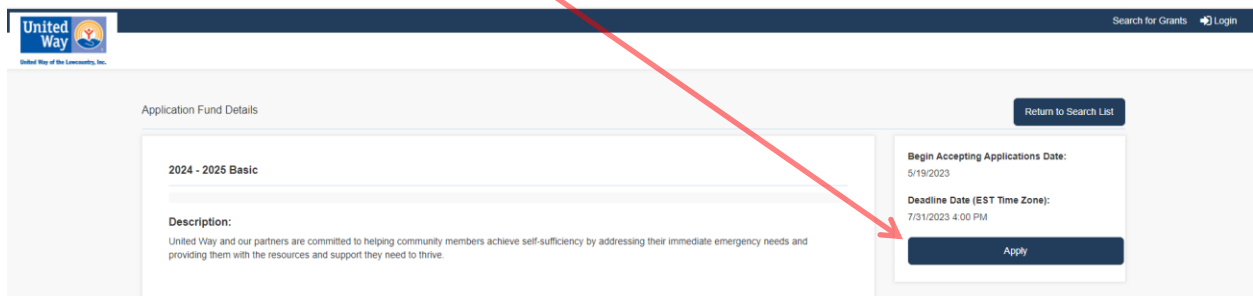 Search for Grants Login
United
Way
United Way of the Lowcountry, Inc.
Application Fund Details
Return to Search List
2024 - 2025 Basic
Description:
United Way and our partners are committed to helping community members achieve self-sufficiency by addressing their immediate emergency needs and
providing them with the resources and support they need to thrive.
Begin Accepting Applications Date:
5/19/2023
Deadline Date (EST Time Zone):
7/31/2023 4:00 PM
Apply